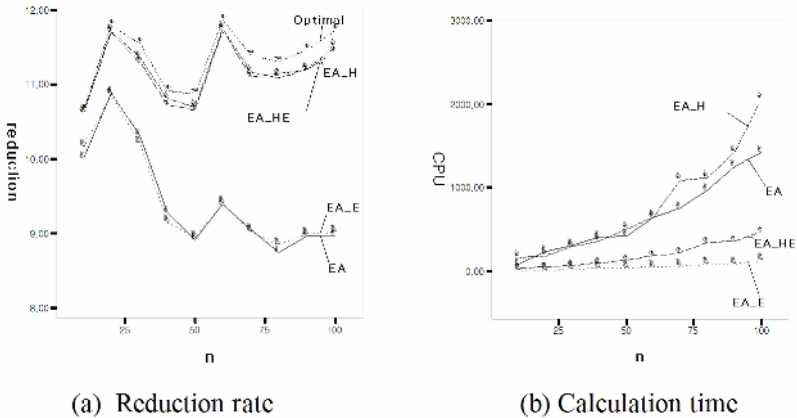 12.00
11.00
10.00
9.00
8.00
reduction
Optimal
EA_H
EA_HE
EA_E
EA
25
50
75
100
n
(a) Reduction rate
3000,00
2000,00
1000,00
0,00
CPU
EA_H
EA
EA_HE
EA_E
25
50
75
100
n
(b) Calculation time